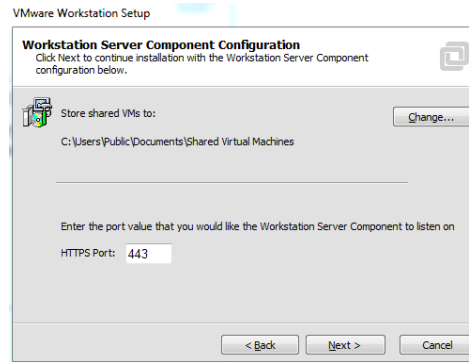 VMware Workstation Setup
Workstation Server Component Configuration
Click Next to continue installation with the Workstation Server Component
configuration below.
Store shared VMs to:
Change...
C:\Users\Public\Documents\Shared Virtual Machines
Enter the port value that you would like the Workstation Server Component to listen on
HTTPS Port: 443
< Back Next > Cancel